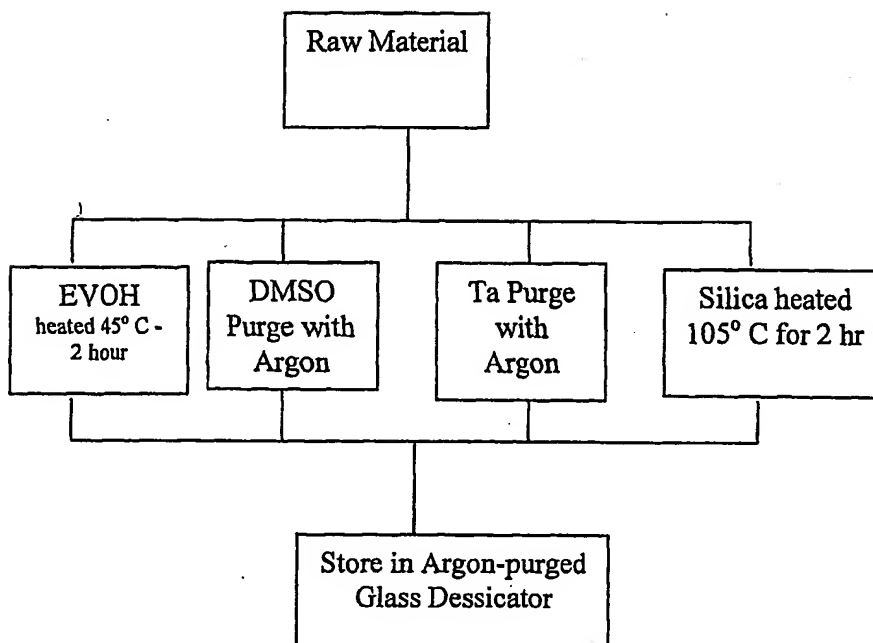 Raw Material
EVOH
heated 45° C -
2 hour
DMSO
Purge with
Argon
Ta Purge
with
Argon
Silica heated
105° C for 2 hr
Store in Argon-purged
Glass Dessicator